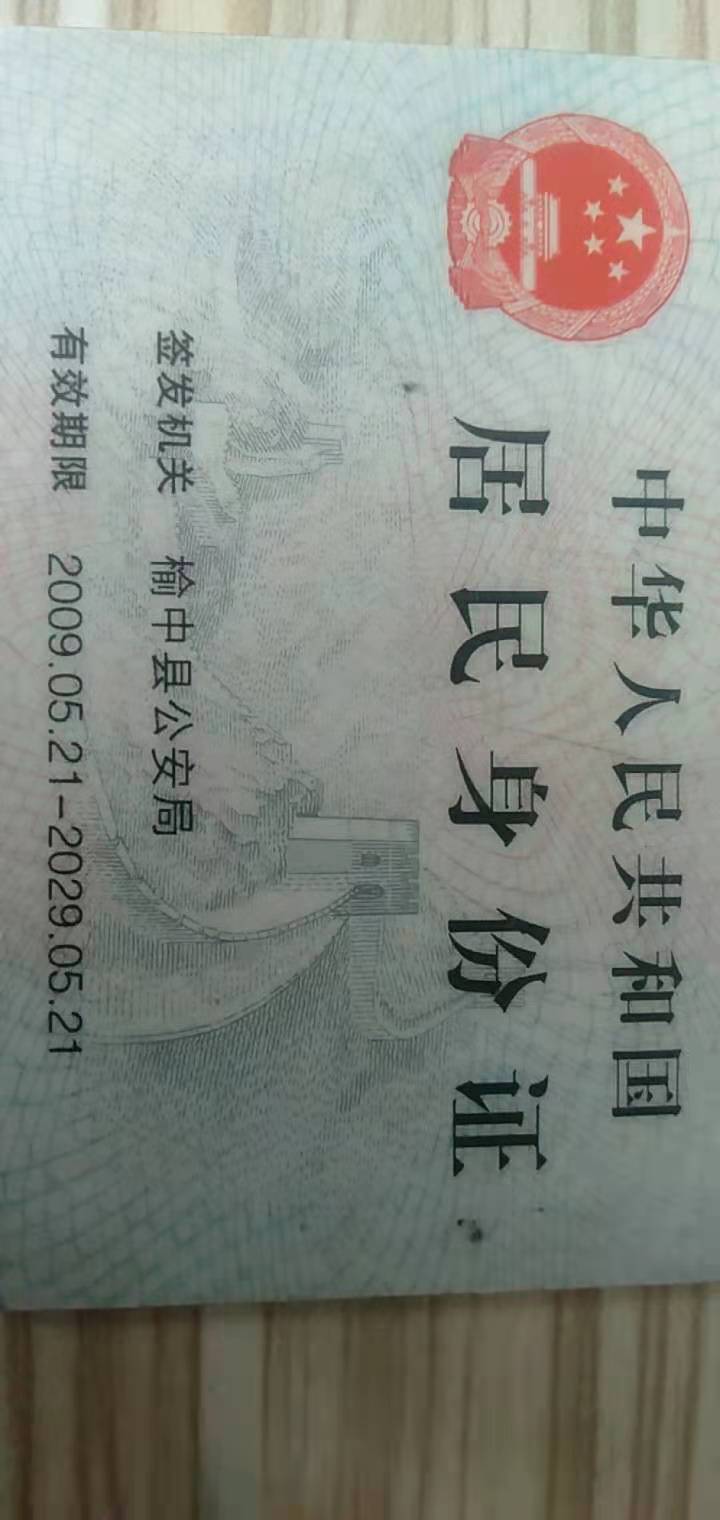 中华人民共和国
居民身份证
签发机关 榆中县公安局
有效期限 2009.05.21-2029.05.21